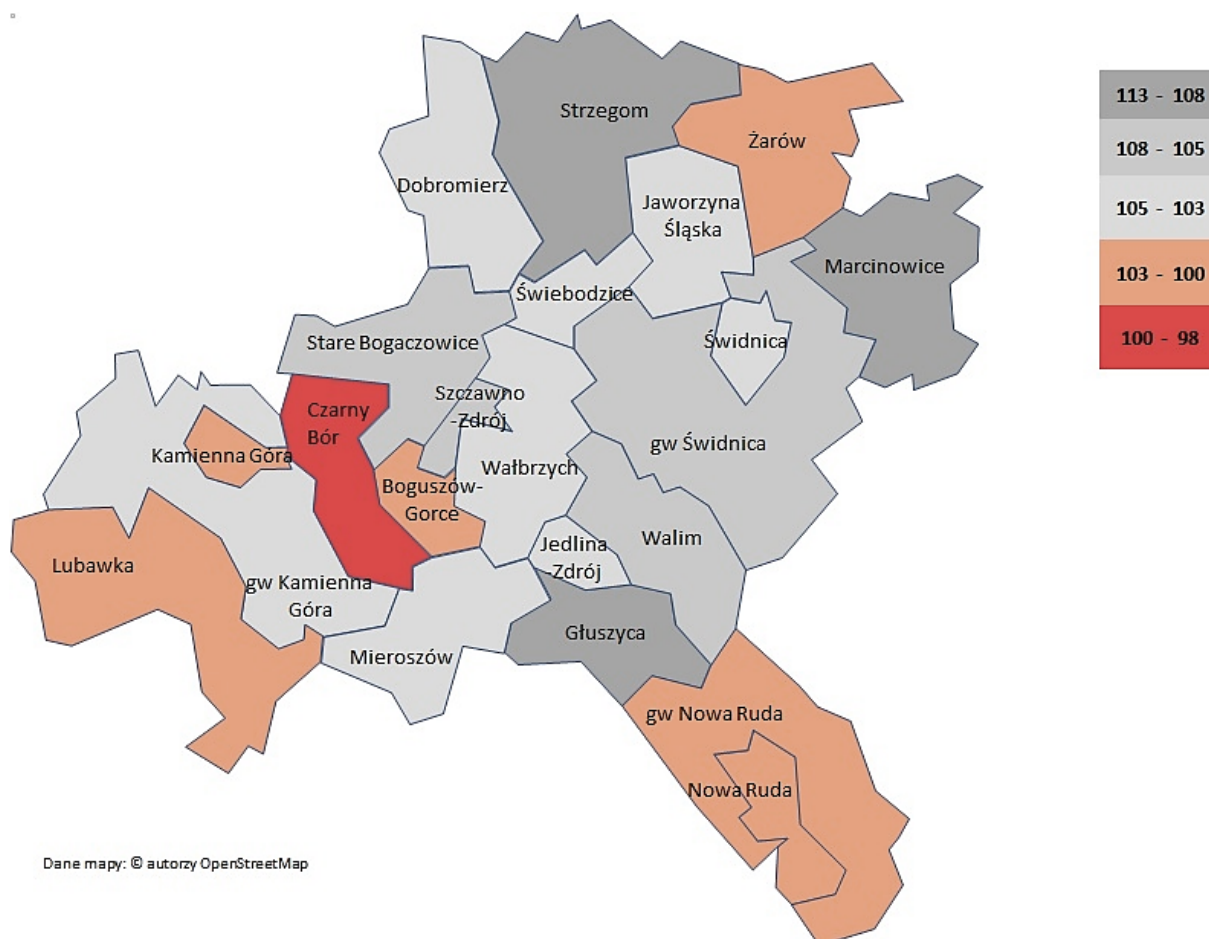 Strzegom
Żarów
Dobromierz
Jaworzyna
Śląska
Marcinowice
Świebodzice
Stare Bogaczowice
Świdnica
Szczawno
-Zdrój
Czarny
Bór
gw Świdnica
Kamienna Góra
Wałbrzych
Boguszów-
Gorce
Jedlina
-Zdrój
Walim
Lubawka
gw Kamienna
Góra
Głuszyca
Mieroszów
gw Nowa Ruda
Nowa Ruda
113 - 108
108 - 105
105 - 103
103 - 100
100 - 98
Dane mapy: © autorzy OpenStreetMap